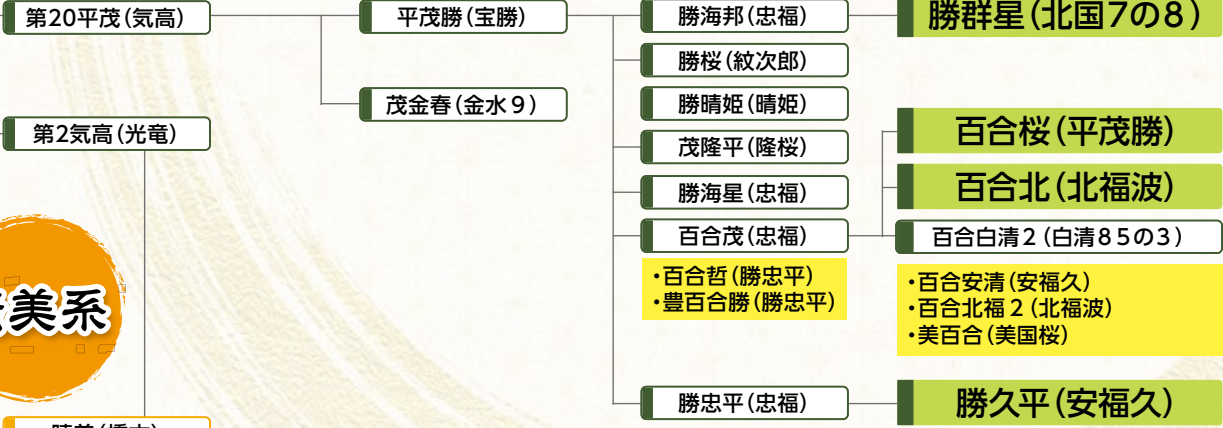 第20平茂(気高)
平茂勝(宝勝)
勝海邦(忠福)
勝群星(北国7の8)
勝桜(紋次郎)
茂金春(金水9)
勝晴姫(晴姫)
第2気高(光竜)
茂隆平(隆桜)
百合桜(平茂勝)
勝海星(忠福)
百合北(北福波)
百合茂(忠福)
百合白清2(白清85の3)
・百合哲(勝忠平)
・豊百合勝(勝忠平)
・百合安清(安福久)
・百合北福2(北福波)
・美百合(美国桜)
美系
勝忠平(忠福)
勝久平(安福久)